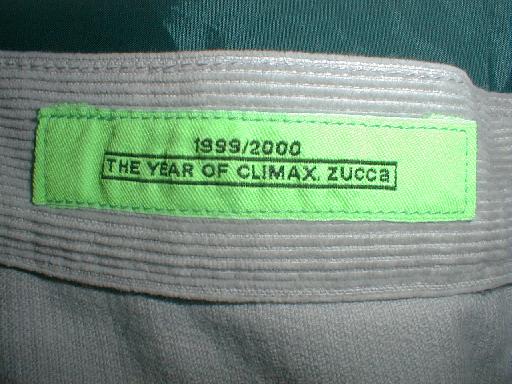 1999/2000
THE YEAR OF CLIMAX. ZUCCa